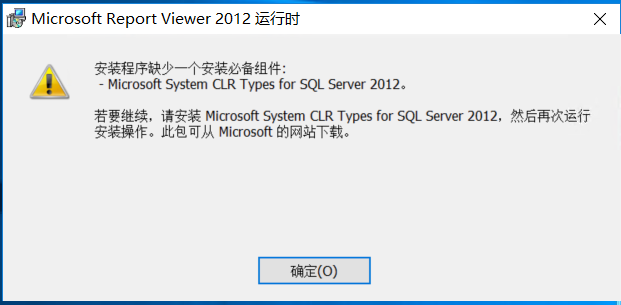 Microsoft Report Viewer 2012 运行时
安装程序缺少一个安装必备组件:
- Microsoft System CLR Types for SQL Server 2012。
若要继续，请安装 Microsoft System CLR Types for SQL Server 2012，然后再次运行
安装操作。此包可从 Microsoft 的网站下载。
确定(O)